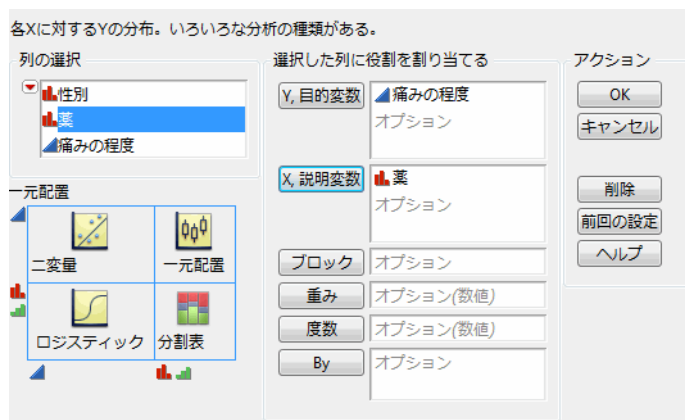 各Xに対するYの分布。いろいろな分析の種類がある。
列の選択
性別
薬
痛みの程度
一元配置
二変量
一元配置
ロジスティック
分割表
選択した列に役割を割り当てる
Y, 目的変数
痛みの程度
オプション
X, 説明変数
薬
オプション
ブロック
オプション
重み
オプション(数値)
度数
オプション(数値)
By
オプション
アクション
OK
キャンセル
削除
前回の設定
ヘルプ